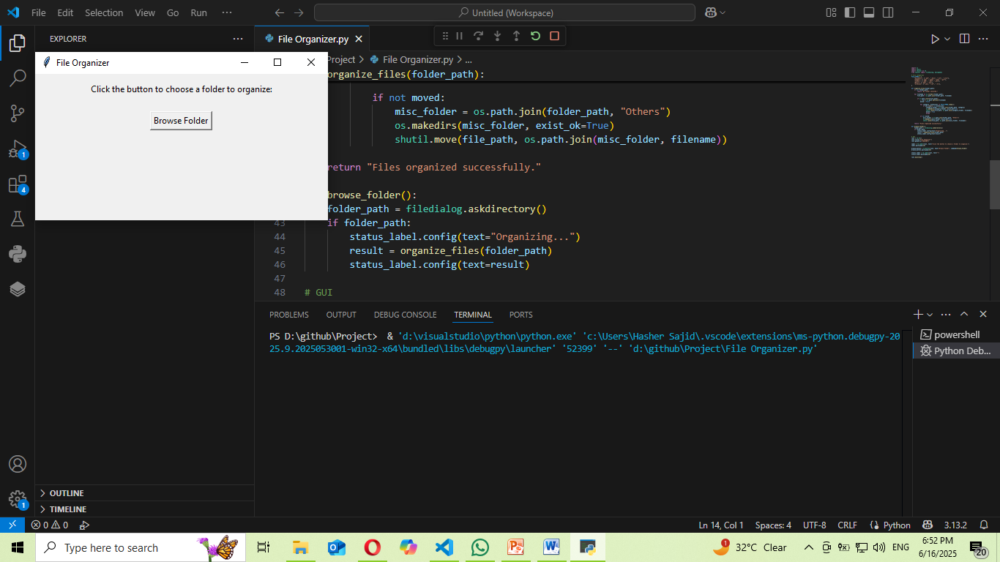 File Edit Selection View Go Run ...
Untitled (Workspace)
EXPLORER
File Organizer.py
File Organizer
Project > File Organizer.py > ...
Click the button to choose a folder to organize:
Browse Folder
organize_files(folder_path):
if not moved:
misc_folder = os.path.join(folder_path, "Others")
os.makedirs(misc_folder, exist_ok=True)
shutil.move(file_path, os.path.join(misc_folder, filename))
return "Files organized successfully."
browse_folder():
folder_path = filedialog.askdirectory()
43 if folder_path:
44 status_label.config(text="Organizing...")
45 result = organize_files(folder_path)
46 status_label.config(text=result)
47
48 # GUI
1
4
PROBLEMS OUTPUT DEBUG CONSOLE TERMINAL PORTS
PS D:\github\Project> & 'd:\visualstudio\python\python.exe' 'c:\Users\Hasher Sajid\.vscode\extensions\ms-python.debugpy-20
25.9.2025053001-win32-x64\bundled\libs\debugpy\launcher' '52399' '--' 'd:\github\Project\File Organizer.py'
powershell
Python Deb...
OUTLINE
TIMELINE
1
0 0
Ln 14, Col 1 Spaces: 4 UTF-8 CRLF Python 3.13.2
Type here to search
1
32°C Clear
ENG
6:52 PM
6/16/2025
20